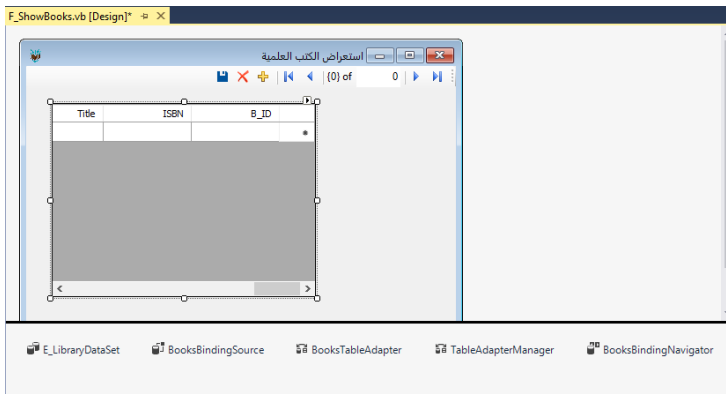 F_ShowBooks.vb [Design]*
استعراض الكتب العلمية
{0} of 0
Title ISBN B_ID
E_LibraryDataSet BooksBindingSource BooksTableAdapter TableAdapterManager BooksBindingNavigator